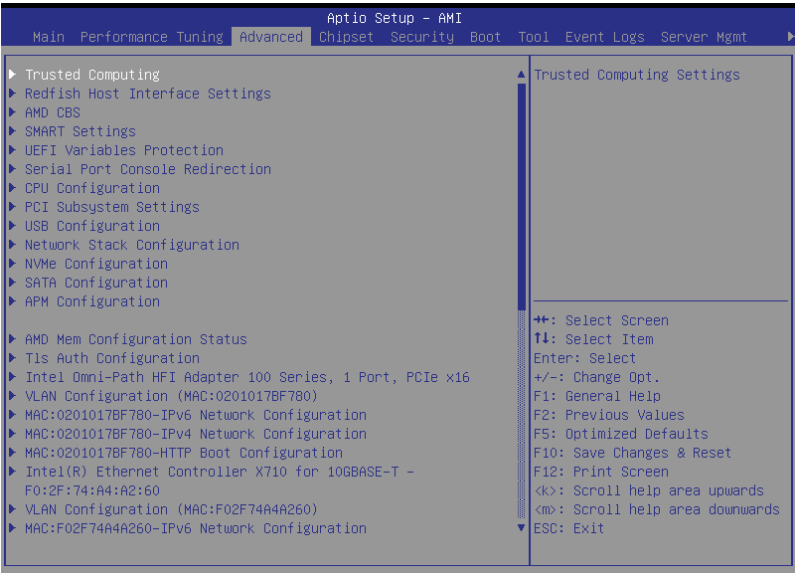 Aptio Setup – AMI
Main Performance Tuning Advanced Chipset Security Boot Tool Event Logs Server Mgmt
Trusted Computing
Redfish Host Interface Settings
AMD CBS
SMART Settings
UEFI Variables Protection
Serial Port Console Redirection
CPU Configuration
PCI Subsystem Settings
USB Configuration
Network Stack Configuration
NVMe Configuration
SATA Configuration
APM Configuration
AMD Mem Configuration Status
Tls Auth Configuration
Intel Omni-Path HFI Adapter 100 Series, 1 Port, PCIe x16
VLAN Configuration (MAC:0201017BF780)
MAC:0201017BF780-IPv6 Network Configuration
MAC:0201017BF780-IPv4 Network Configuration
MAC:0201017BF780-HTTP Boot Configuration
Intel(R) Ethernet Controller X710 for 10GBASE-T –
F0:2F:74:A4:A2:60
VLAN Configuration (MAC:F02F74A4A260)
MAC:F02F74A4A260-IPv6 Network Configuration
Trusted Computing Settings
→←: Select Screen
↑↓: Select Item
Enter: Select
+/-: Change Opt.
F1: General Help
F2: Previous Values
F5: Optimized Defaults
F10: Save Changes & Reset
F12: Print Screen
<k>: Scroll help area upwards
<m>: Scroll help area downwards
ESC: Exit